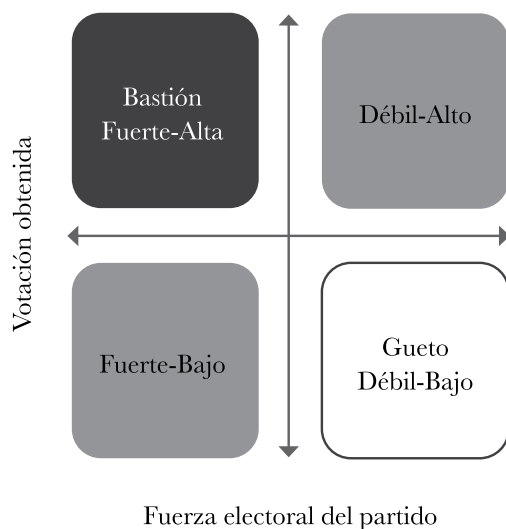 Votación obtenida
Bastión
Fuerte-Alta
Débil-Alto
Fuerte-Bajo
Gueto
Débil-Bajo
Fuerza electoral del partido